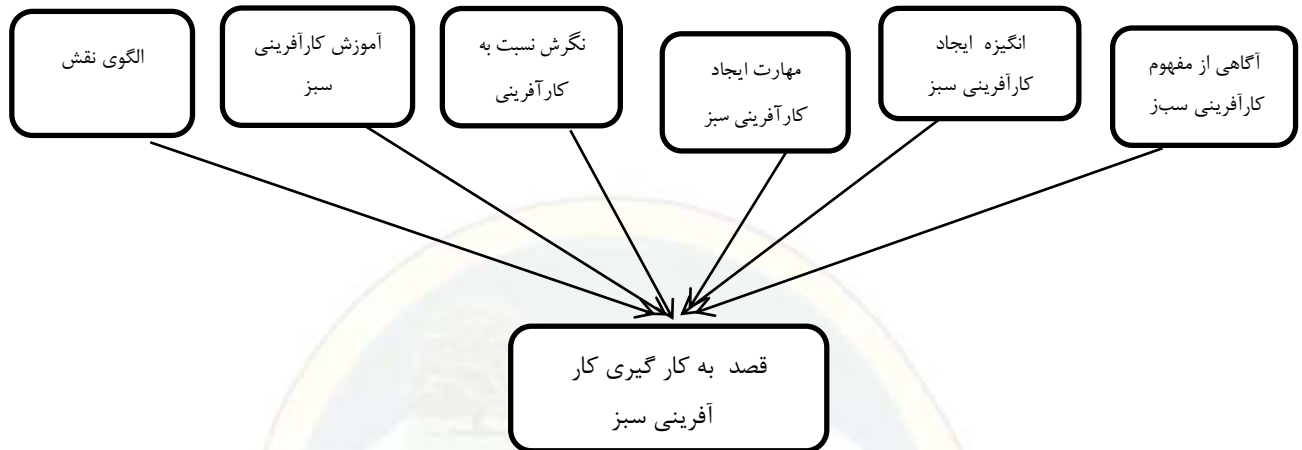 آگاهی از مفهوم
کارآفرینی سبز
انگیزه ایجاد
کارآفرینی سبز
مهارت ایجاد
کارآفرینی سبز
نگرش نسبت به
کارآفرینی
آموزش کارآفرینی
سبز
الگوی نقش
قصد به کار گیری کار
آفرینی سبز